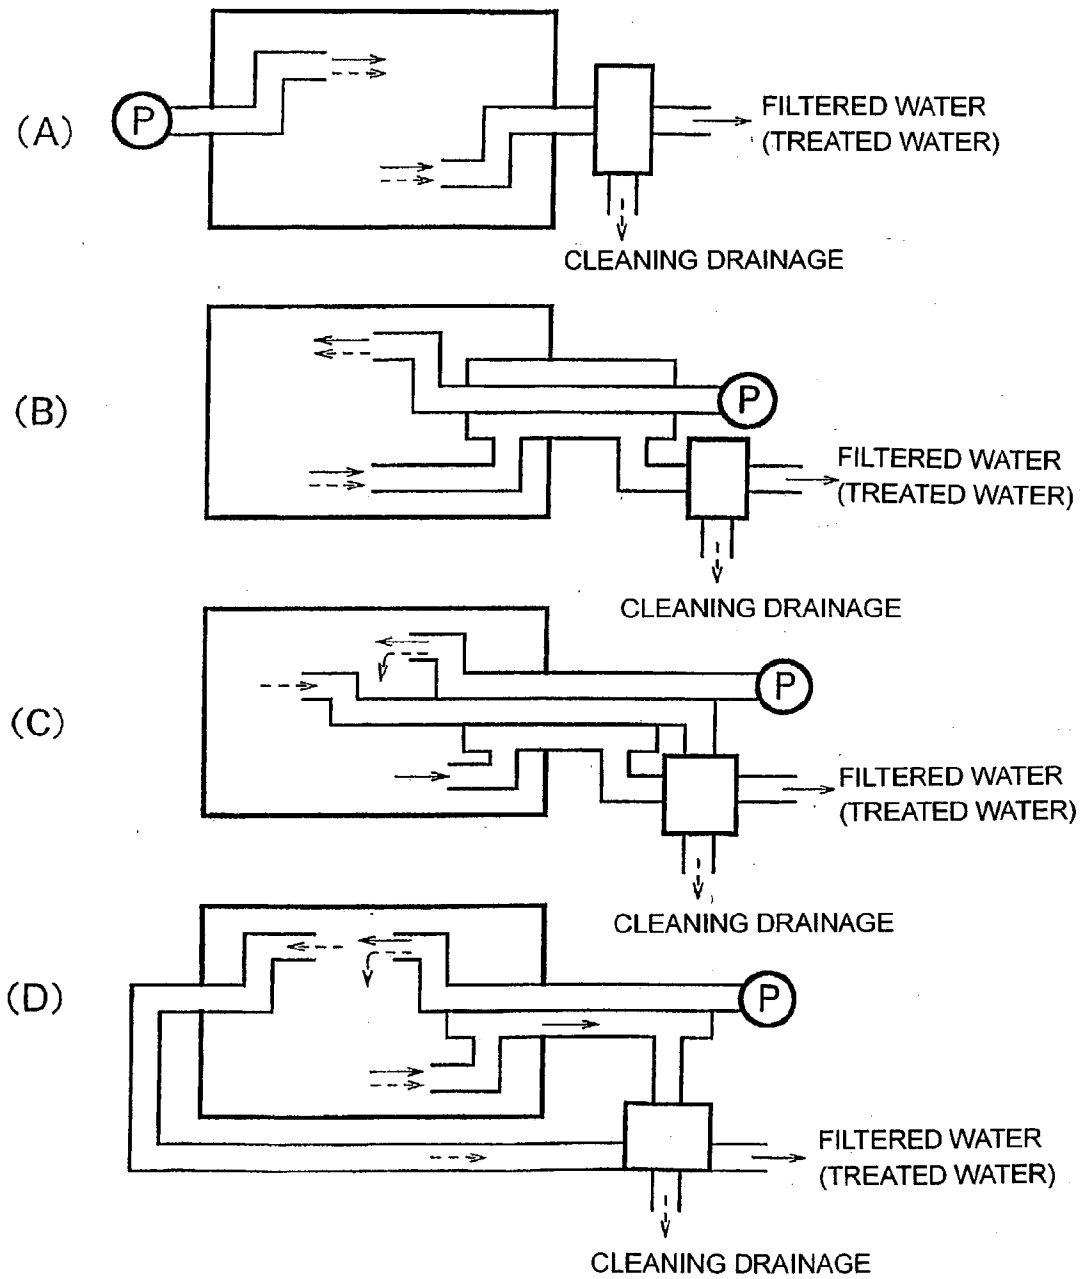 (A)
P
FILTERED WATER
(TREATED WATER)
CLEANING DRAINAGE
(B)
P
FILTERED WATER
(TREATED WATER)
CLEANING DRAINAGE
(C)
P
FILTERED WATER
(TREATED WATER)
CLEANING DRAINAGE
(D)
P
FILTERED WATER
(TREATED WATER)
CLEANING DRAINAGE